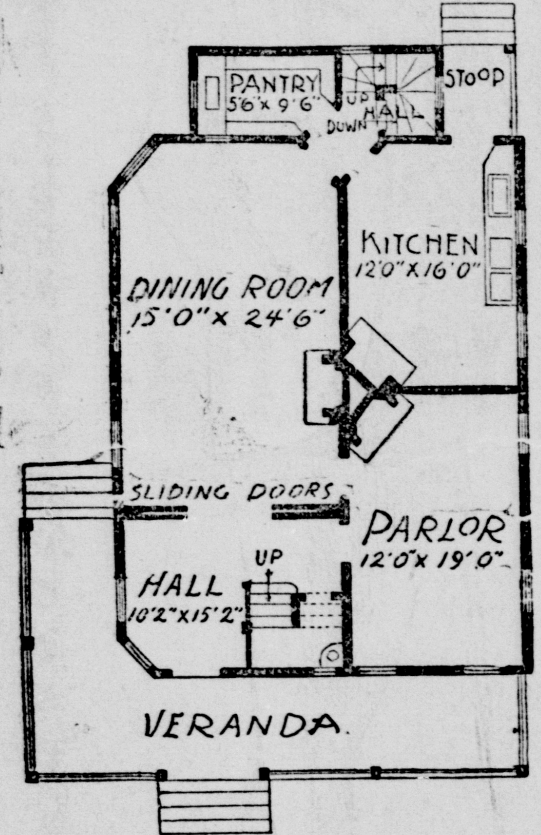 PANTRY
5'6" X 9'6"
UP
HALL
DOWN
STOOP
KITCHEN
12'0" X 16'0"
DINING ROOM
15'0" X 24'6"
SLIDING DOORS
PARLOR
12'0" X 19'0"
UP
HALL
10'2" X 15'2"
VERANDA.